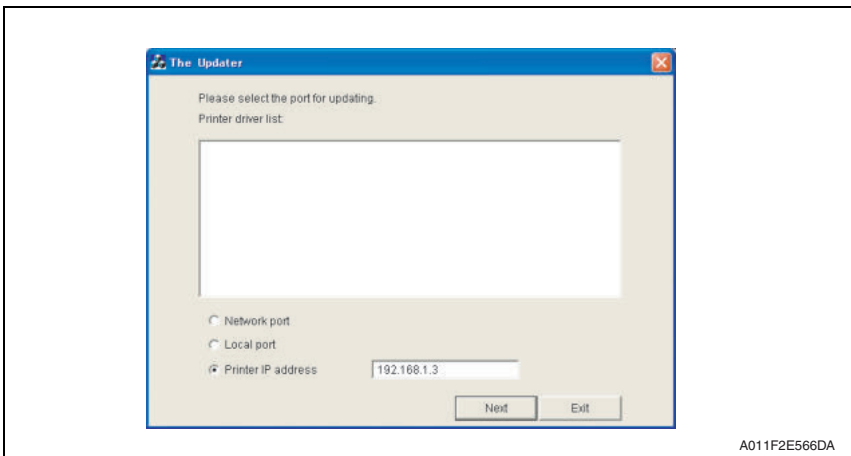 The Updater
Please select the port for updating.
Printer driver list:
Network port
Local port
Printer IP address 192.168.1.3
Next Exit
A011F2E566DA